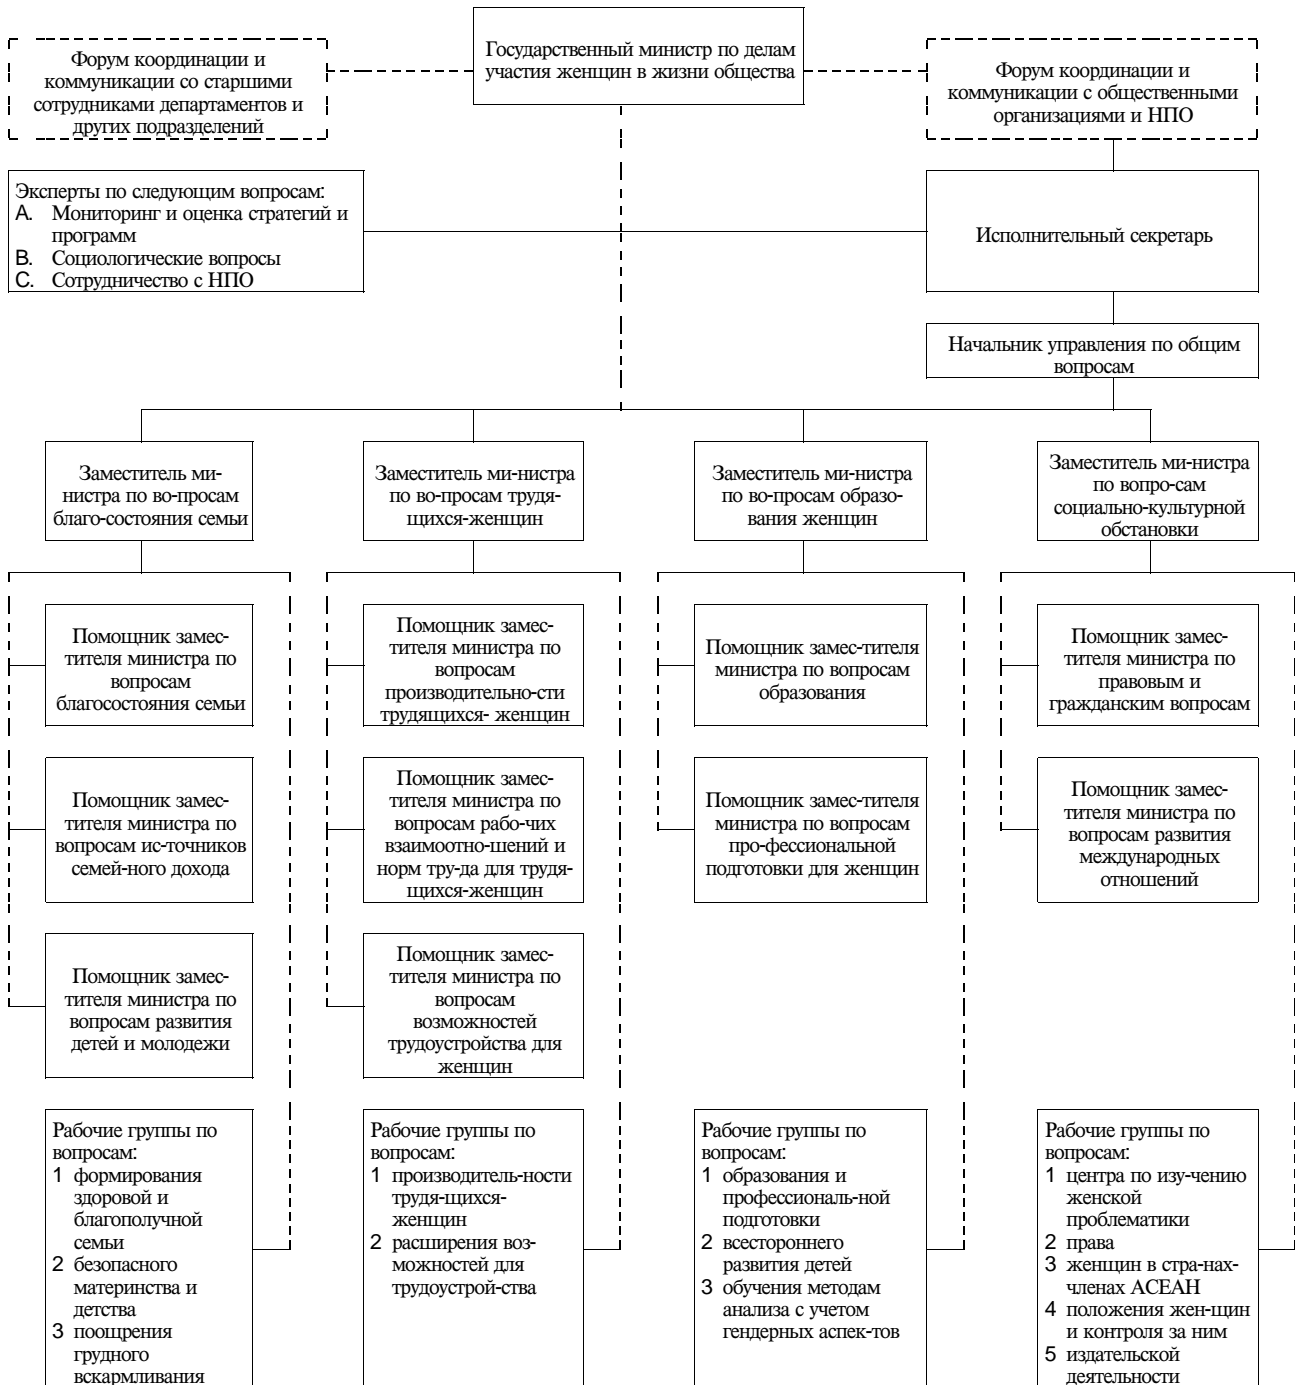 Государственный министр по делам
участия женщин в жизни общества
Форум координации и
коммуникации со старшими
сотрудниками департаментов и
других подразделений
Форум координации и
коммуникации с общественными
организациями и НПО
Эксперты по следующим вопросам:
A. Мониторинг и оценка стратегий и
программ
B. Социологические вопросы
C. Сотрудничество с НПО
Исполнительный секретарь
Начальник управления по общим
вопросам
Заместитель ми-
нистра по во-просам
благо-состояния семьи
Заместитель ми-нистра
по во-просам трудя-
щихся-женщин
Заместитель ми-нистра
по во-просам образо-
вания женщин
Заместитель ми-нистра
по вопро-сам
социально-культурной
обстановки
Помощник замес-
тителя министра по
вопросам
благосостояния семьи
Помощник замес-
тителя министра по
вопросам
производительно-сти
трудящихся- женщин
Помощник замес-тителя
министра по вопросам
образования
Помощник замес-
тителя министра по
правовым и
гражданским вопросам
Помощник замес-
тителя министра по
вопросам ис-точников
семей-ного дохода
Помощник замес-
тителя министра по
вопросам рабо-чих
взаимоотно-шений и
норм тру-да для трудя-
щихся-женщин
Помощник замес-тителя
министра по вопросам
про-фессиональной
подготовки для женщин
Помощник замес-
тителя министра по
вопросам развития
международных
отношений
Помощник замес-
тителя министра по
вопросам развития
детей и молодежи
Помощник замес-
тителя министра по
вопросам
возможностей
трудоустройства для
женщин
Рабочие группы по
вопросам:
1 формирования
здоровой и
благополучной
семьи
2 безопасного
материнства и
детства
3 поощрения
грудного
вскармливания
Рабочие группы по
вопросам:
1 производитель-ности
трудя-щихся-
женщин
2 расширения воз-
можностей для
трудоустрой-ства
Рабочие группы по
вопросам:
1 образования и
профессиональ-ной
подготовки
2 всестороннего
развития детей
3 обучения методам
анализа с учетом
гендерных аспек-тов
Рабочие группы по
вопросам:
1 центра по изу-чению
женской
проблематики
2 права
3 женщин в стра-нах-
членах АСЕАН
4 положения жен-щин
и контроля за ним
5 издательской
деятельности